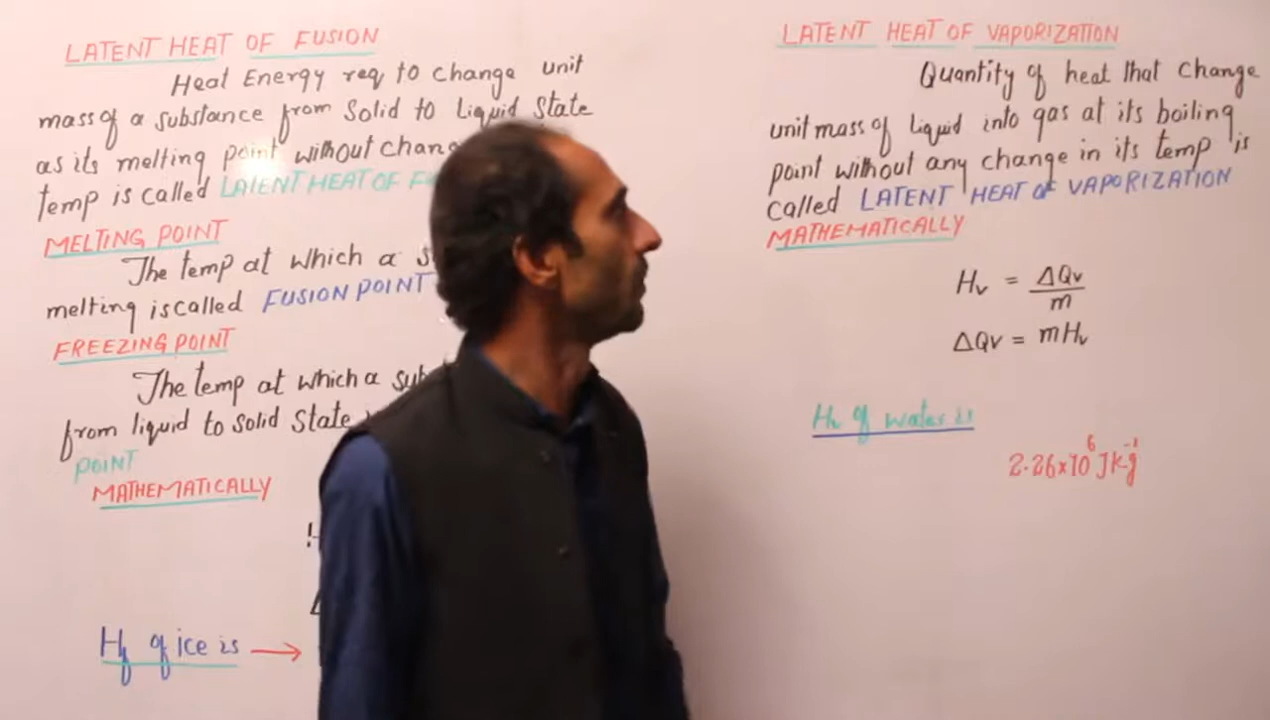 LATENT HEAT OF FUSION
Heat Energy req to change unit
mass of a substance from Solid to Liquid State
as its melting point without chang
temp is called LATENT HEAT OF F
MELTING POINT
The temp at which a s
melting is called FUSION POINT
FREEZING POINT
The temp at which a sub
from liquid to solid State
POINT
MATHEMATICALLY
H
Hf of ice is →
LATENT HEAT OF VAPORIZATION
Quantity of heat that change
unit mass of liquid into gas at its boiling
point without any change in its temp is
called LATENT HEAT OF VAPORIZATION
MATHEMATICALLY
Hv = ΔQv/m
ΔQv = mHv
Hv of water is
2.26×10⁶ Jkg⁻¹